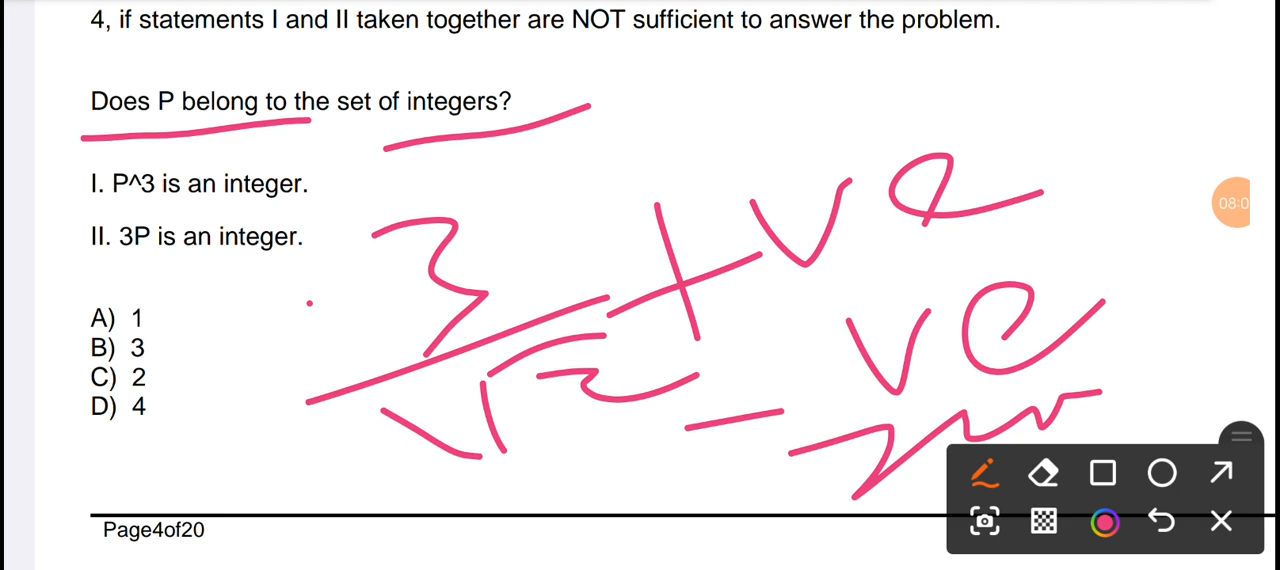 4, if statements I and II taken together are NOT sufficient to answer the problem.
Does P belong to the set of integers?
I. P^3 is an integer.
II. 3P is an integer.
3
+ve
ve
A) 1
B) 3
C) 2
D) 4
08:0
Page4of20